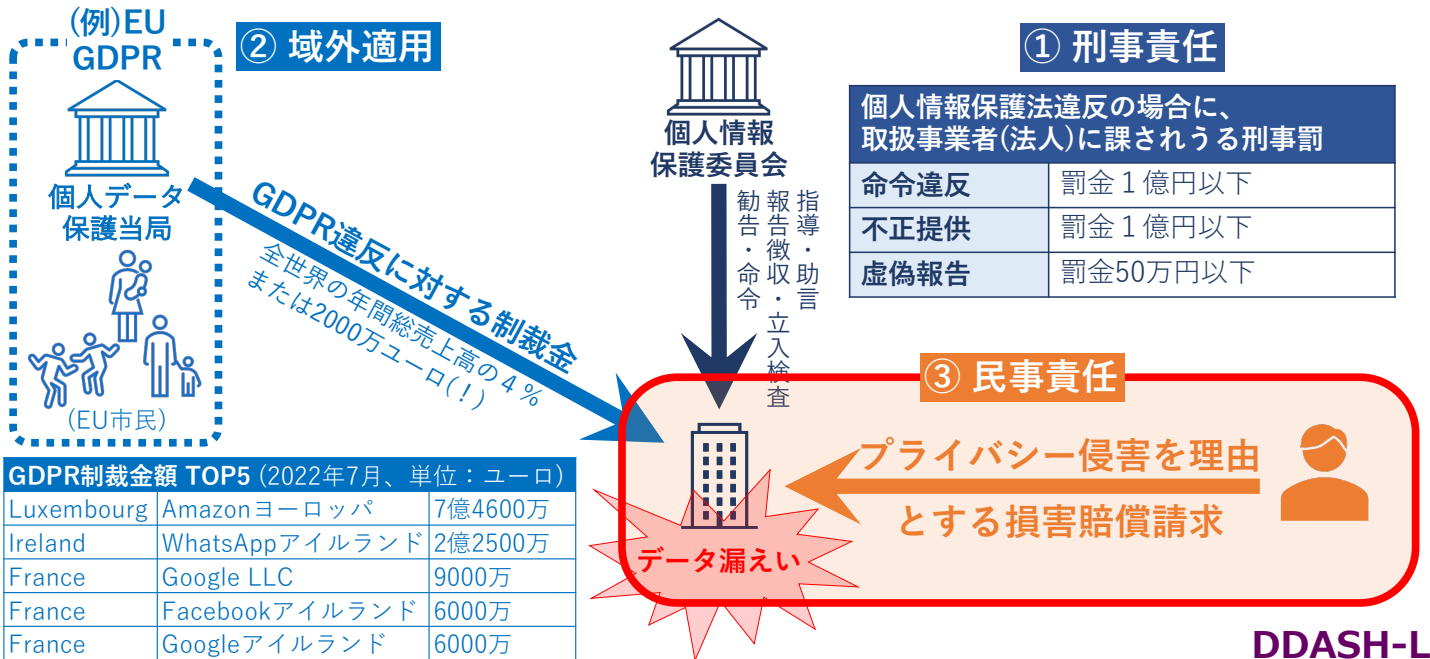 (例)EU
GDPR
② 域外適用
個人データ
保護当局
(EU市民)
GDPR違反に対する制裁金
全世界の年間総売上高の４%
または2000万ユーロ(！)
個人情報
保護委員会
指導・助言
報告徴収・立入検査
勧告・命令
① 刑事責任
個人情報保護法違反の場合に、
取扱事業者(法人)に課されうる刑事罰
命令違反 罰金１億円以下
不正提供 罰金１億円以下
虚偽報告 罰金50万円以下
③ 民事責任
プライバシー侵害を理由
とする損害賠償請求
データ漏えい
GDPR制裁金額 TOP5 (2022年7月、単位：ユーロ)
Luxembourg Amazonヨーロッパ 7億4600万
Ireland WhatsAppアイルランド 2億2500万
France Google LLC 9000万
France Facebookアイルランド 6000万
France Googleアイルランド 6000万
DDASH-L